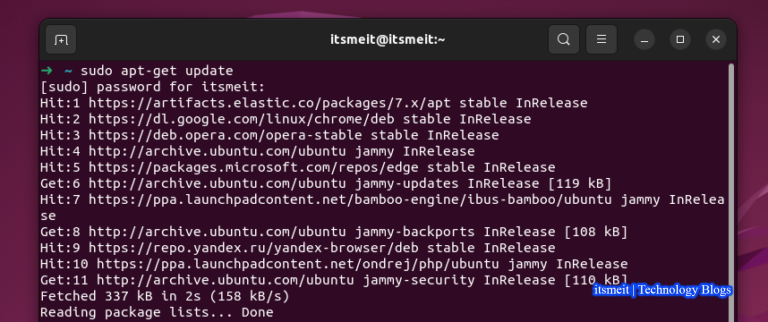 itsmeit@itsmeit:~
➜ ~ sudo apt-get update
[sudo] password for itsmeit:
Hit:1 https://artifacts.elastic.co/packages/7.x/apt stable InRelease
Hit:2 https://dl.google.com/linux/chrome/deb stable InRelease
Hit:3 https://deb.opera.com/opera-stable stable InRelease
Hit:4 http://archive.ubuntu.com/ubuntu jammy InRelease
Hit:5 https://packages.microsoft.com/repos/edge stable InRelease
Get:6 http://archive.ubuntu.com/ubuntu jammy-updates InRelease [119 kB]
Hit:7 https://ppa.launchpadcontent.net/bamboo-engine/ibus-bamboo/ubuntu jammy InRelea
se
Get:8 http://archive.ubuntu.com/ubuntu jammy-backports InRelease [108 kB]
Hit:9 https://repo.yandex.ru/yandex-browser/deb stable InRelease
Hit:10 https://ppa.launchpadcontent.net/ondrej/php/ubuntu jammy InRelease
Get:11 http://archive.ubuntu.com/ubuntu jammy-security InRelease [110 kB]
itsmeit | Technology Blogs
Fetched 337 kB in 2s (158 kB/s)
Reading package lists... Done